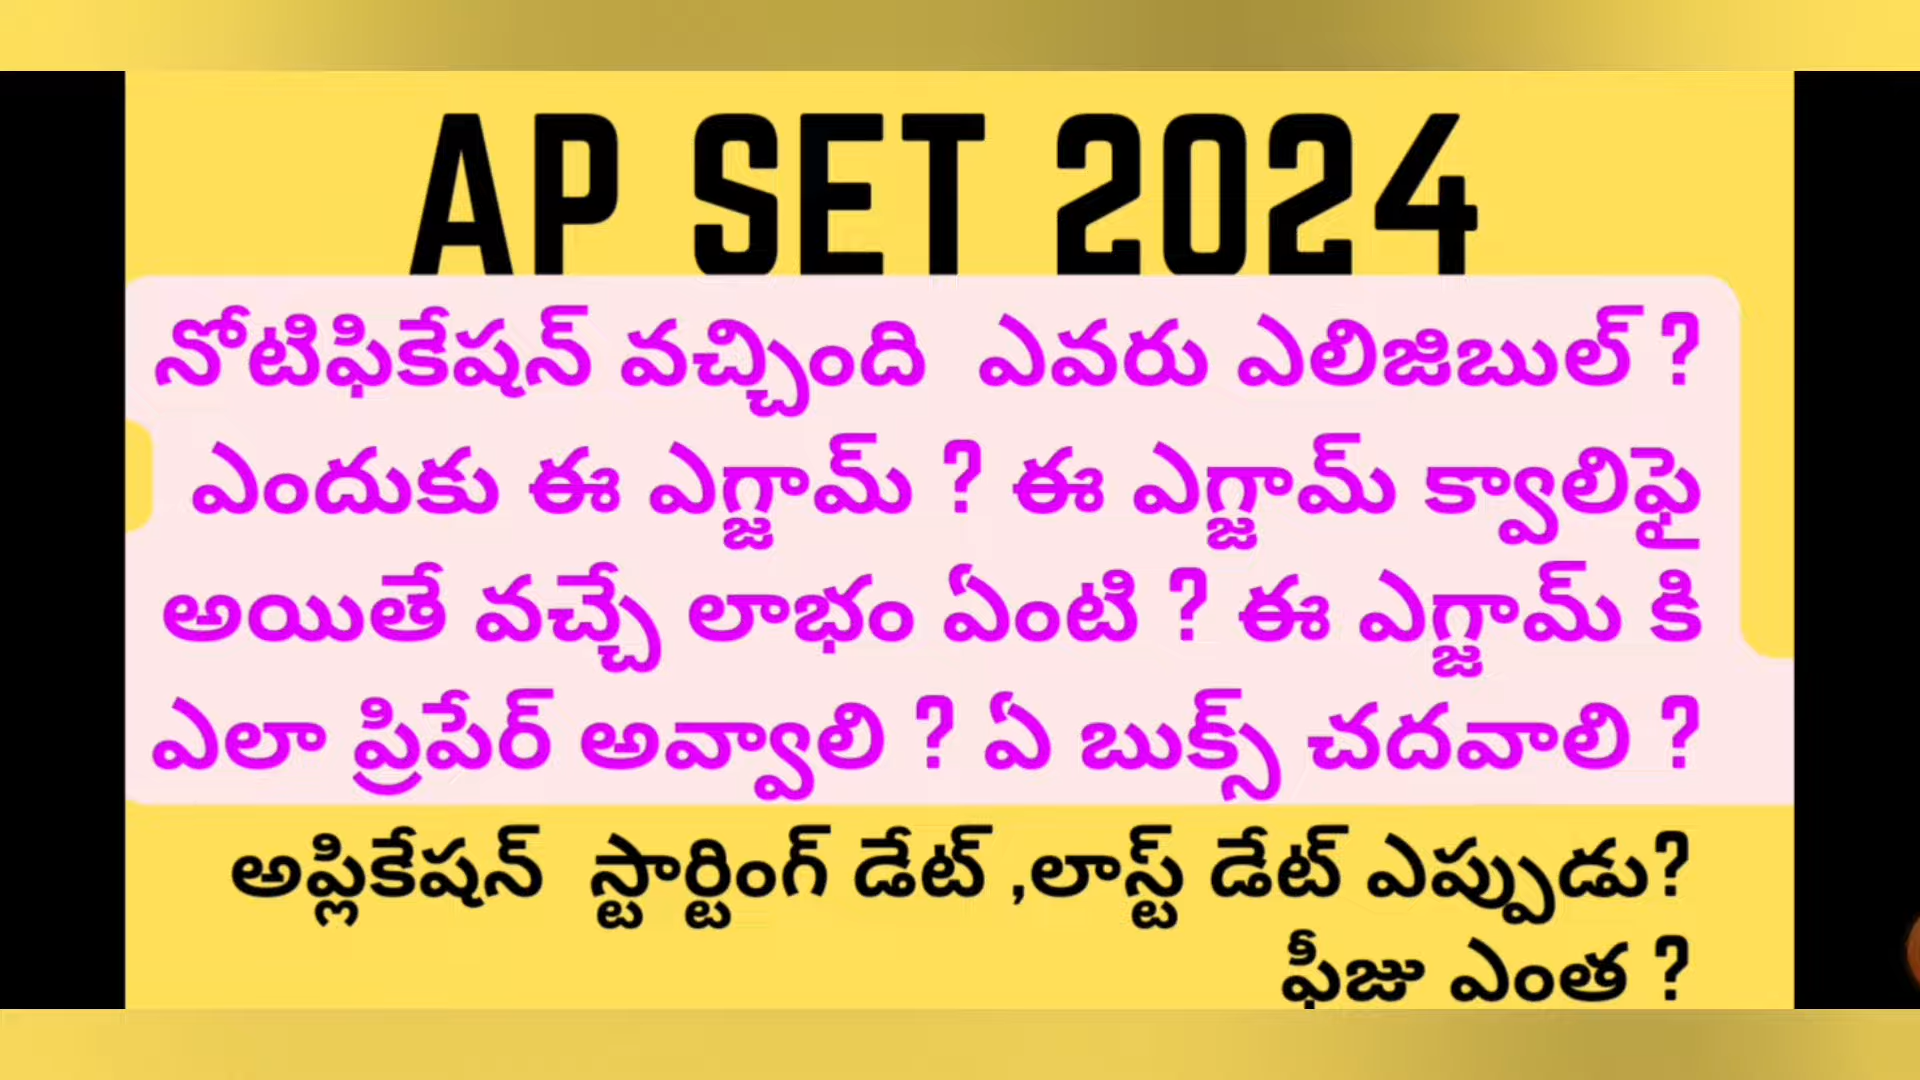 AP SET 2024
నోటిఫికేషన్ వచ్చింది ఎవరు ఎలిజిబుల్ ?
ఎందుకు ఈ ఎగ్జామ్ ? ఈ ఎగ్జామ్ క్వాలిఫై
అయితే వచ్చే లాభం ఏంటి ? ఈ ఎగ్జామ్ కి
ఎలా ప్రిపేర్ అవ్వాలి ? ఏ బుక్స్ చదవాలి ?
అప్లికేషన్ స్టార్టింగ్ డేట్ ,లాస్ట్ డేట్ ఎప్పుడు?
ఫీజు ఎంత ?